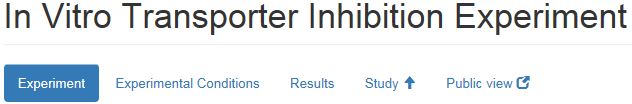 In Vitro Transporter Inhibition Experiment
Experiment Experimental Conditions Results Study Public view